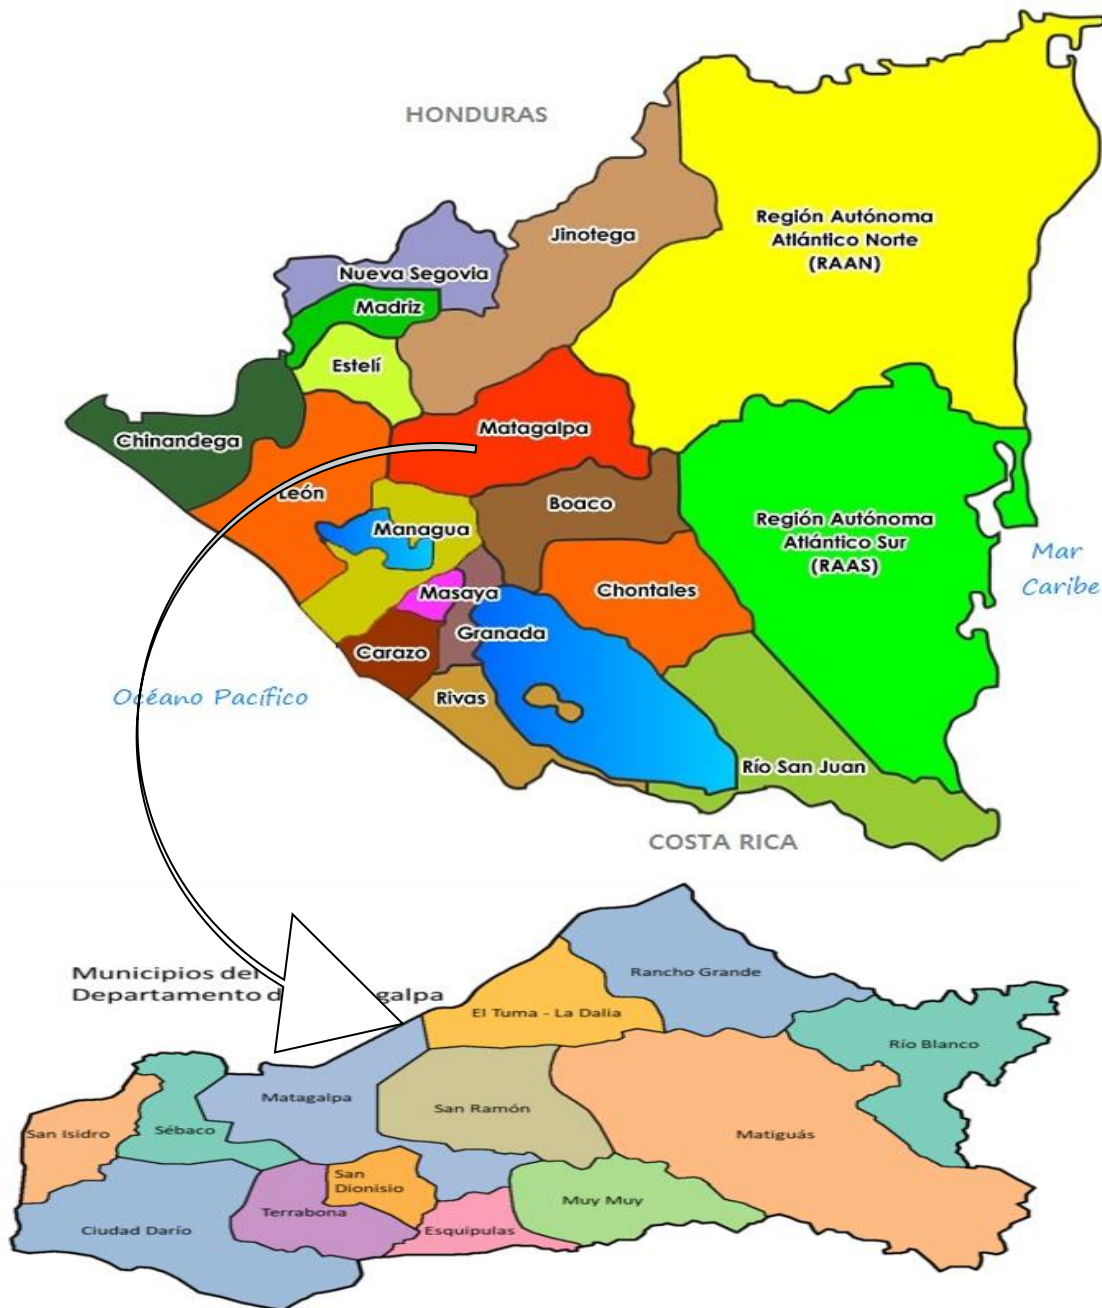 HONDURAS
Región Autónoma
Atlántico Norte
(RAAN)
Jinotega
Nueva Segovia
Madriz
Estelí
Chinandega
Matagalpa
León
Boaco
Managua
Región Autónoma
Atlántico Sur
(RAAS)
Mar
Caribe
Masaya
Chontales
Granada
Carazo
Océano Pacífico
Rivas
Río San Juan
COSTA RICA
Municipios del
Departamento d galpa
Rancho Grande
El Tuma - La Dalia
Río Blanco
Matagalpa
San Ramón
San Isidro
Sébaco
Matiguás
San
Dionisio
Muy Muy
Terrabona
Ciudad Darío
Esquipulas